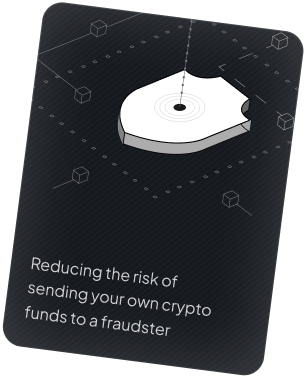 Reducing the risk of
sending your own crypto
funds to a fraudster